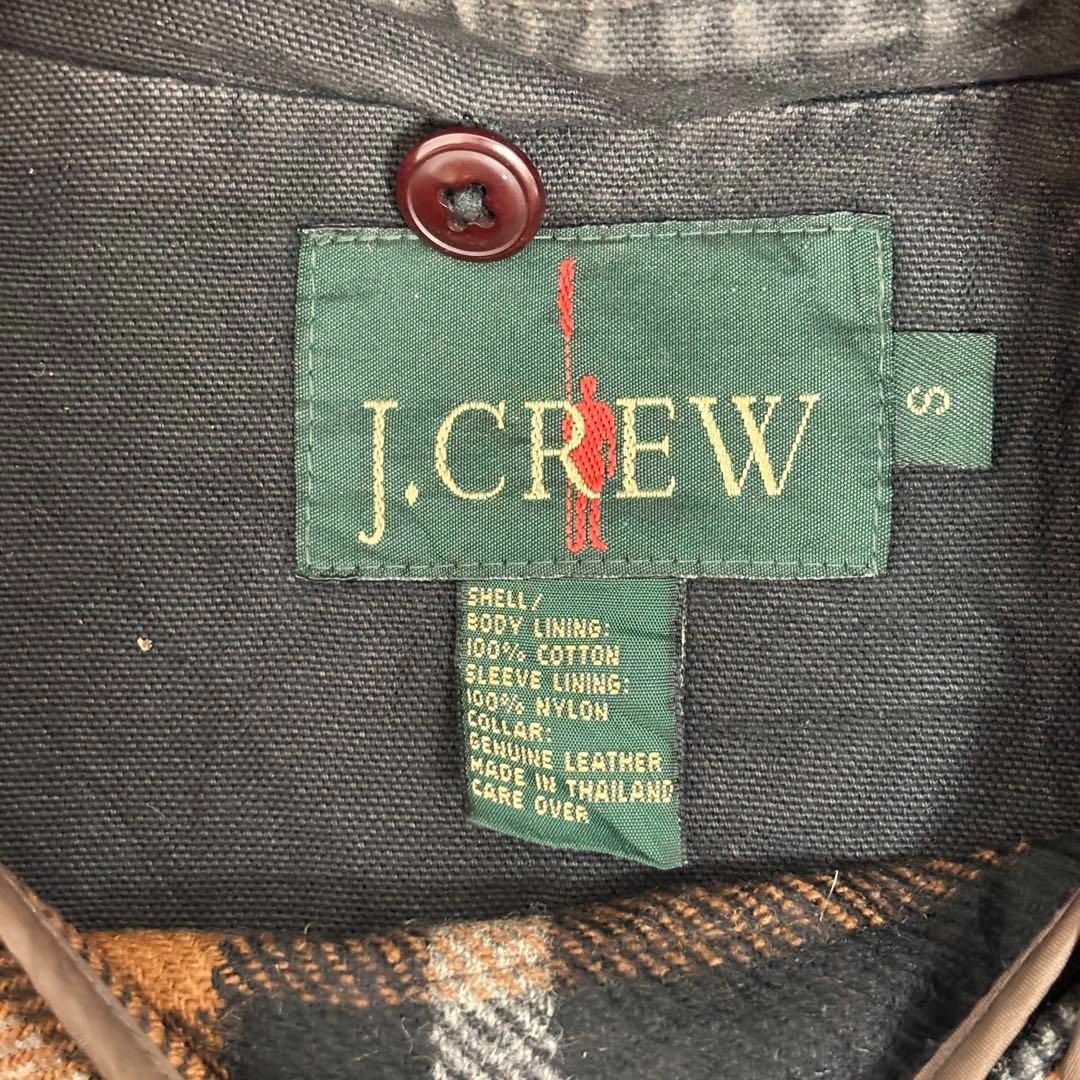 J.CREW
S
SHELL/
BODY LINING:
100% COTTON
SLEEVE LINING:
100% NYLON
COLLAR:
GENUINE LEATHER
MADE IN THAILAND
CARE OVER